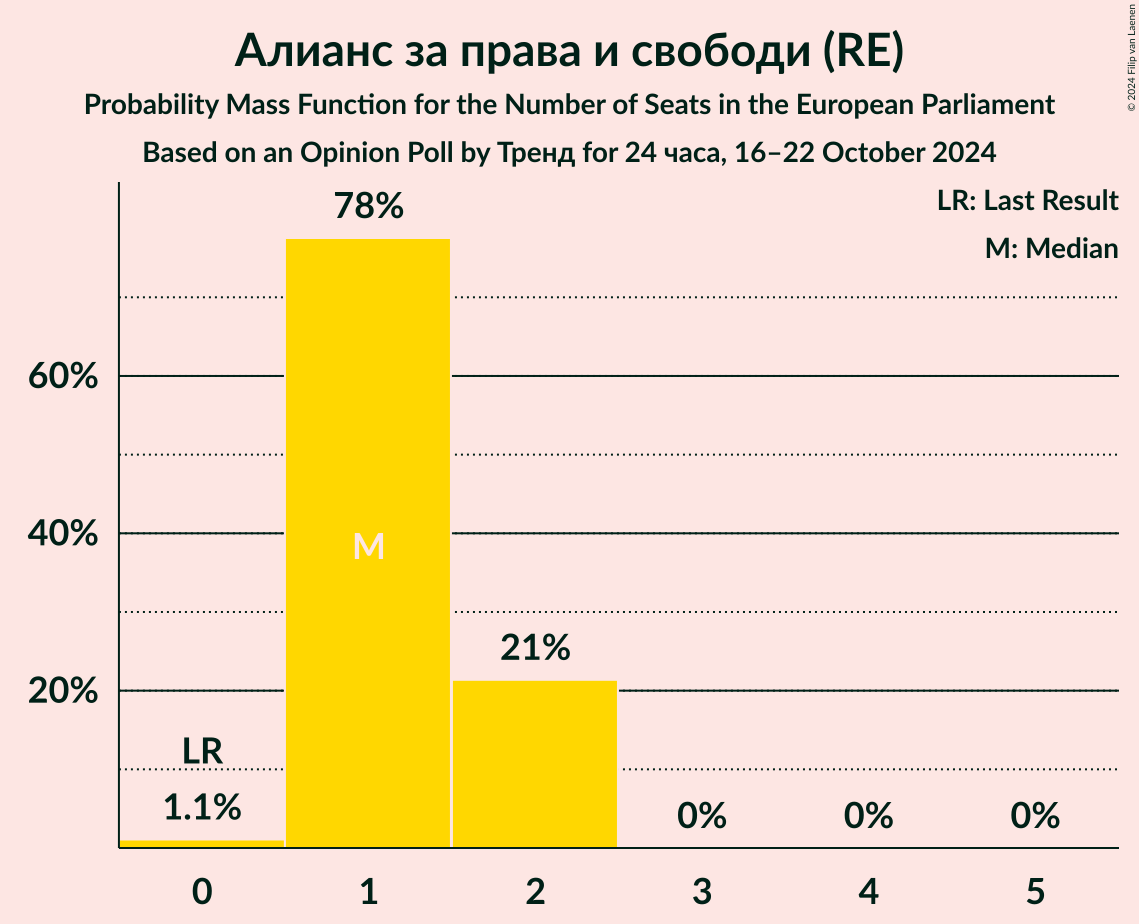 Алианс за права и свободи (RE)
Probability Mass Function for the Number of Seats in the European Parliament
Based on an Opinion Poll by Тренд for 24 часа, 16–22 October 2024
© 2024 Filip van Laenen
LR: Last Result
M: Median
78%
60%
40%
M
21%
20%
LR
1.1%
0%
0%
0%
0
1
2
3
4
5